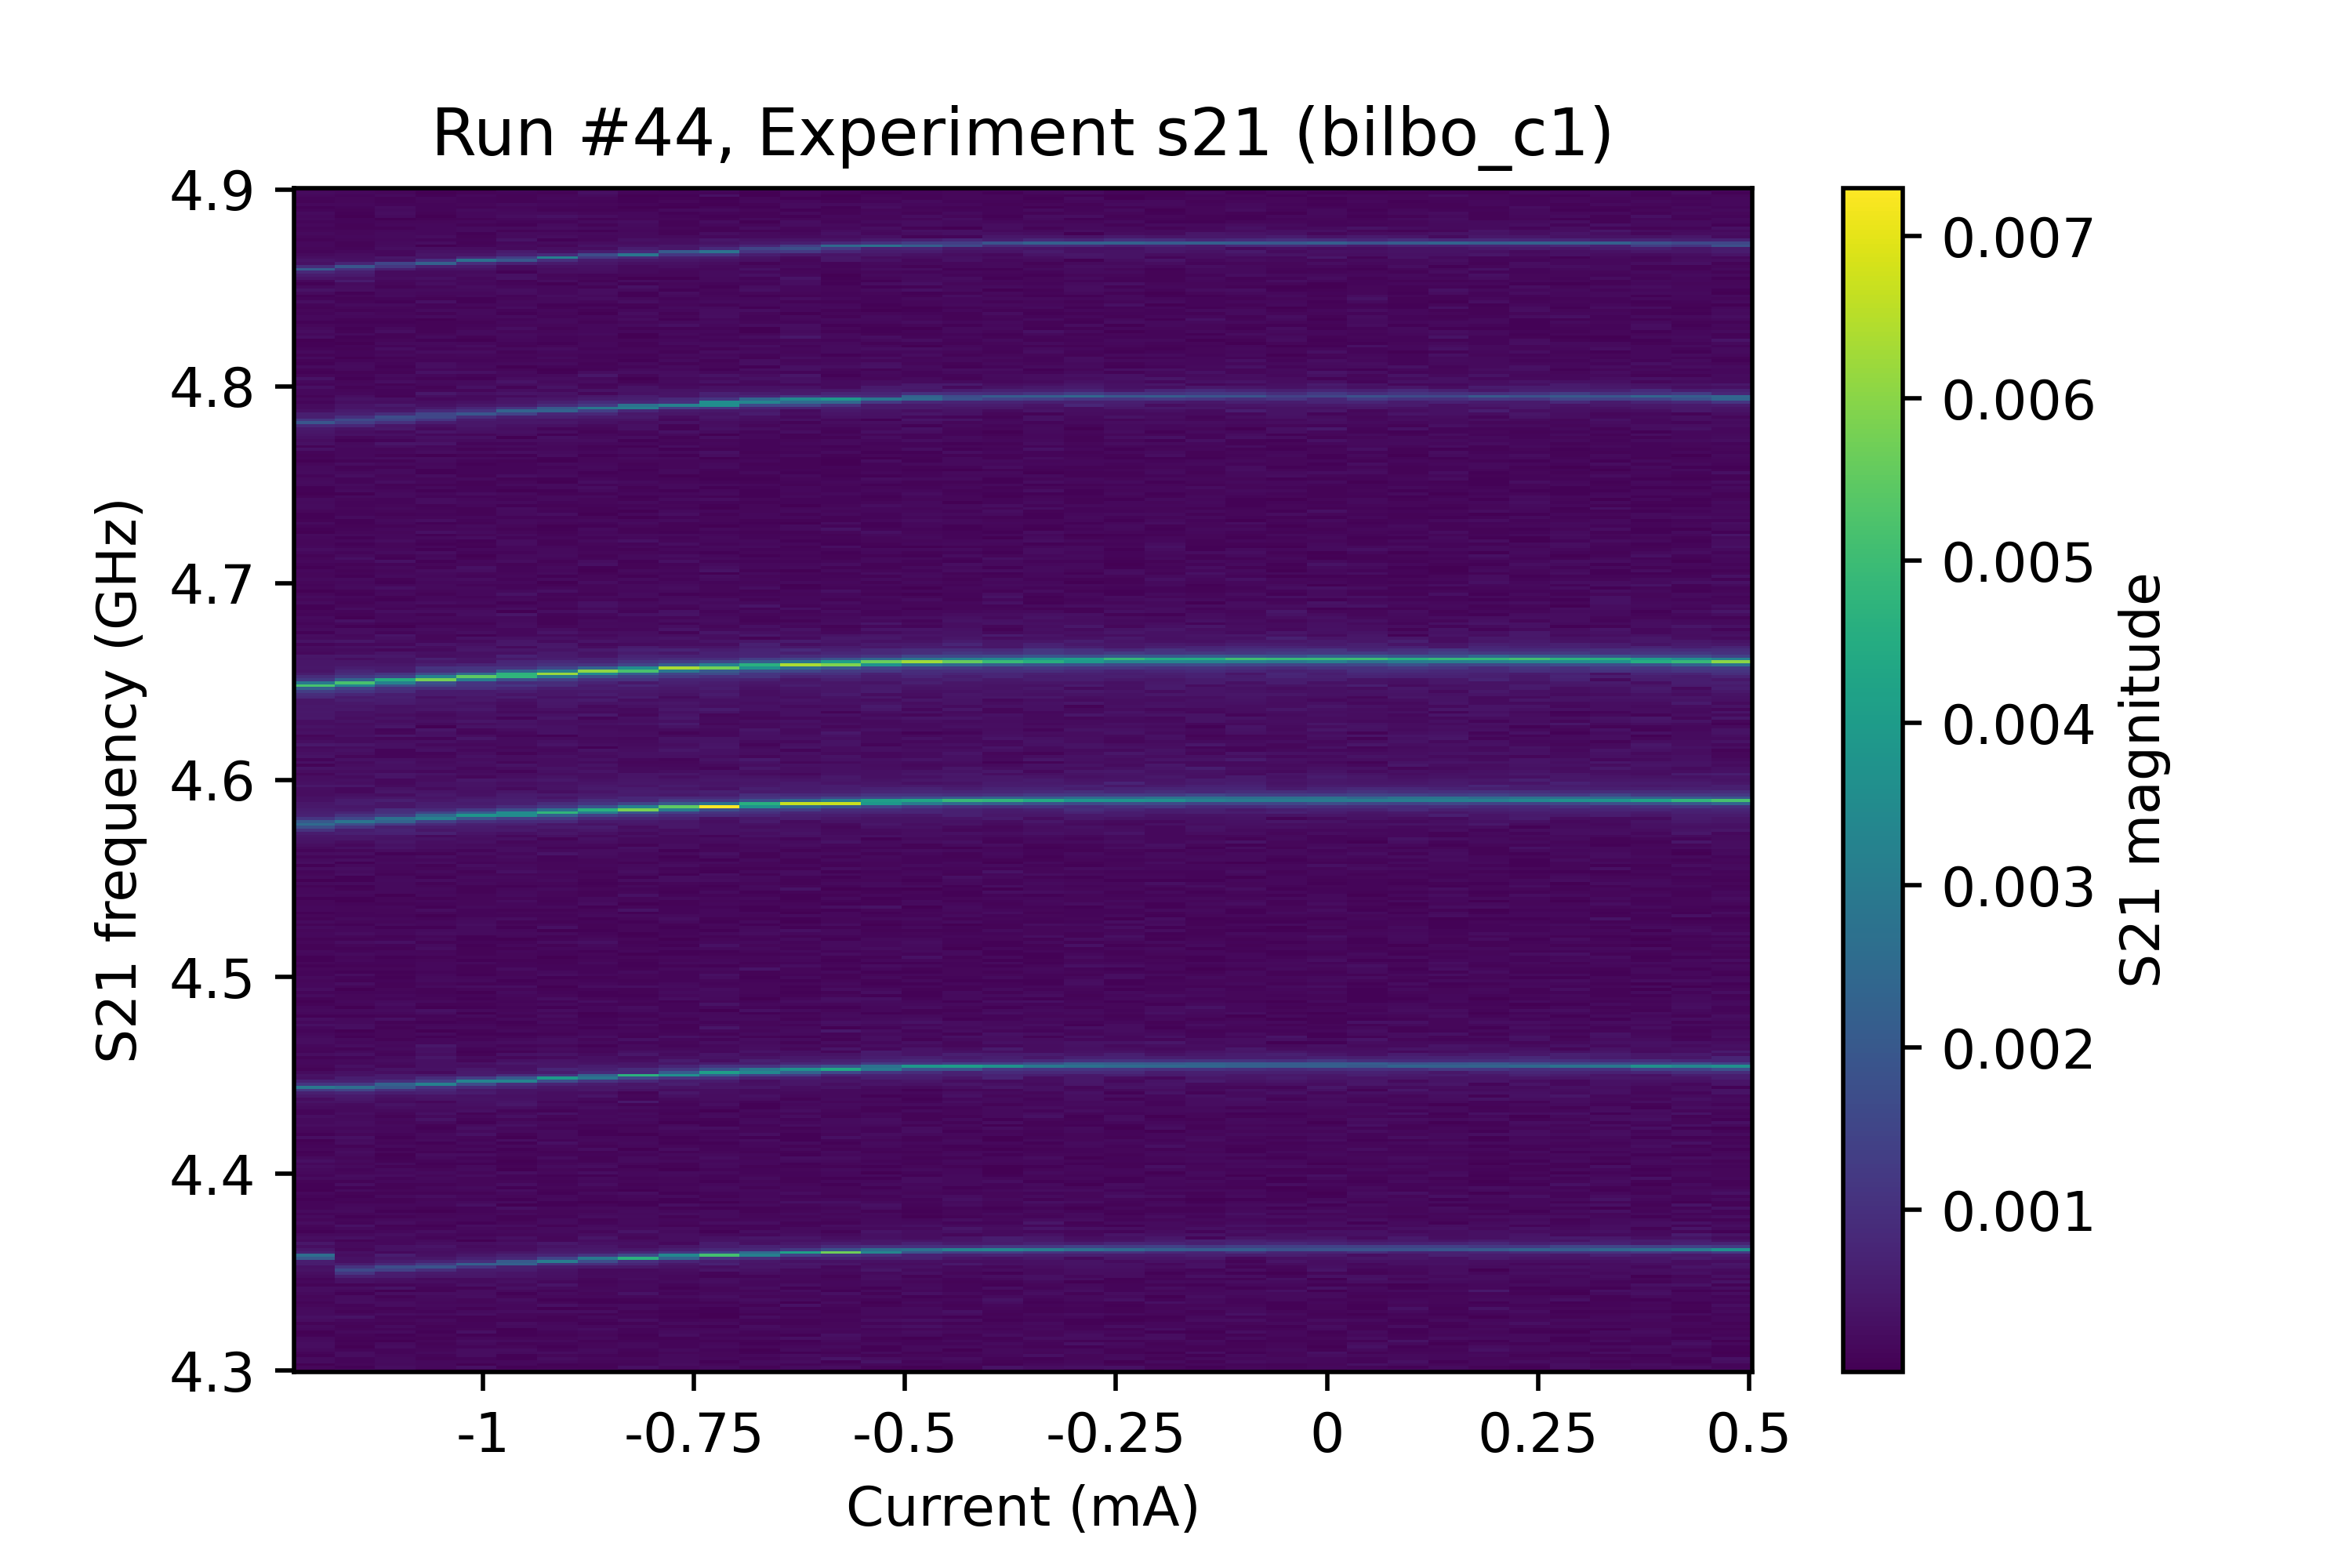 Run #44, Experiment s21 (bilbo_c1)
S21 frequency (GHz)
4.9
4.8
4.7
4.6
4.5
4.4
4.3
-1 -0.75 -0.5 -0.25 0 0.25 0.5
Current (mA)
0.007
0.006
0.005
0.004
0.003
0.002
0.001
S21 magnitude